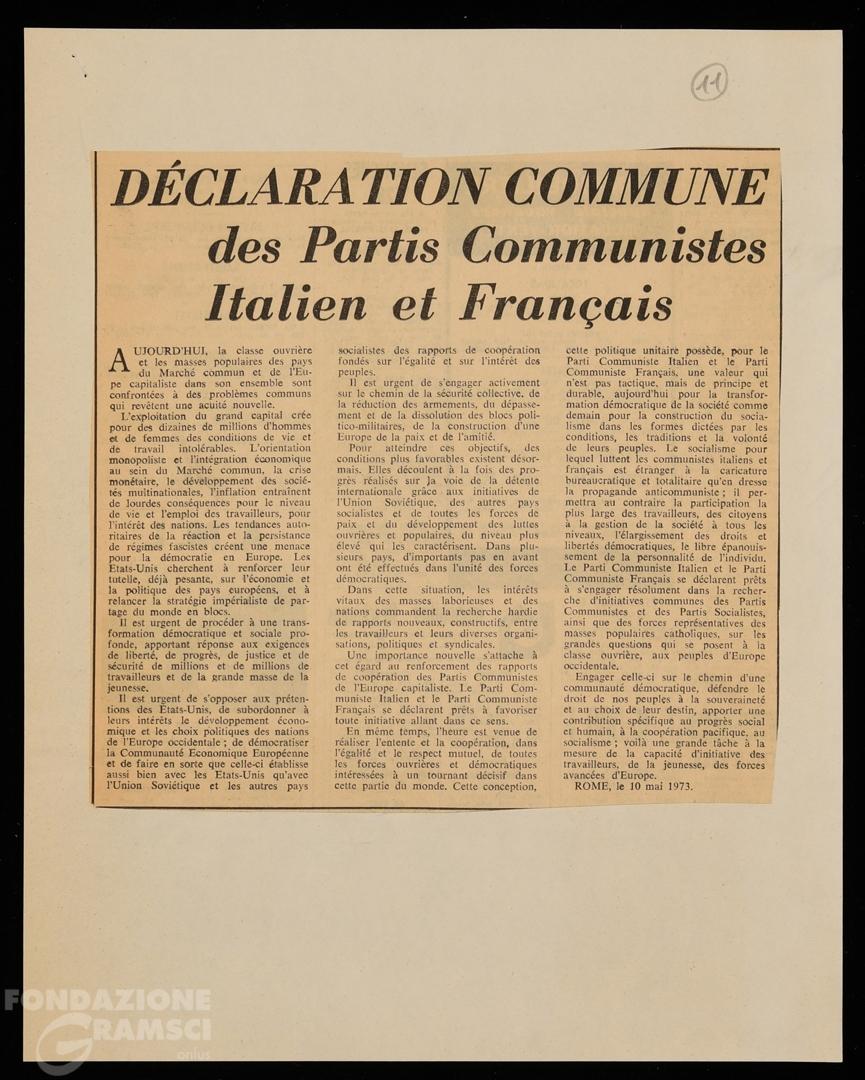 11
DÉCLARATION COMMUNE
des Partis Communistes
Italien et Français
AUJOURD'HUI, la classe ouvrière
et les masses populaires des pays
du Marché commun et de l'Eu-
pe capitaliste dans son ensemble sont
confrontées à des problèmes communs
qui revêtent une acuité nouvelle.
L'exploitation du grand capital crée
pour des dizaines de millions d'hommes
et de femmes des conditions de vie et
de travail intolérables. L'orientation
monopoliste et l'intégration économique
au sein du Marché commun, la crise
monétaire, le développement des socié-
tés multinationales, l'inflation entraînent
de lourdes conséquences pour le niveau
de vie et l'emploi des travailleurs, pour
l'intérêt des nations. Les tendances auto-
ritaires de la réaction et la persistance
de régimes fascistes créent une menace
pour la démocratie en Europe. Les
Etats-Unis cherchent à renforcer leur
tutelle, déjà pesante, sur l'économie et
la politique des pays européens, et à
relancer la stratégie impérialiste de par-
tage du monde en blocs.
Il est urgent de procéder à une trans-
formation démocratique et sociale pro-
fonde, apportant réponse aux exigences
de liberté, de progrès, de justice et de
sécurité de millions et de millions de
travailleurs et de la grande masse de la
jeunesse.
Il est urgent de s'opposer aux préten-
tions des Etats-Unis, de subordonner à
leurs intérêts le développement écono-
mique et les choix politiques des nations
de l'Europe occidentale ; de démocratiser
la Communauté Economique Européenne
et de faire en sorte que celle-ci établisse
aussi bien avec les Etats-Unis qu'avec
l'Union Soviétique et les autres pays
socialistes des rapports de coopération
fondés sur l'égalité et sur l'intérêt des
peuples.
Il est urgent de s'engager activement
sur le chemin de la sécurité collective, de
la réduction des armements, du dépasse-
ment et de la dissolution des blocs poli-
tico-militaires, de la construction d'une
Europe de la paix et de l'amitié.
Pour atteindre ces objectifs, des
conditions plus favorables existent désor-
mais. Elles découlent à la fois des pro-
grès réalisés sur la voie de la détente
internationale grâce aux initiatives de
l'Union Soviétique, des autres pays
socialistes et de toutes les forces de
paix et du développement des luttes
ouvrières et populaires, du niveau plus
élevé qui les caractérisent. Dans plu-
sieurs pays, d'importants pas en avant
ont été effectués dans l'unité des forces
démocratiques.
Dans cette situation, les intérêts
vitaux des masses laborieuses et des
nations commandent la recherche hardie
de rapports nouveaux, constructifs, entre
les travailleurs et leurs diverses organi-
sations, politiques et syndicales.
Une importance nouvelle s'attache à
cet égard au renforcement des rapports
de coopération des Partis Communistes
de l'Europe capitaliste. Le Parti Com-
muniste Italien et le Parti Communiste
Français se déclarent prêts à favoriser
toute initiative allant dans ce sens.
En même temps, l'heure est venue de
réaliser l'entente et la coopération, dans
l'égalité et le respect mutuel, de toutes
les forces ouvrières et démocratiques
intéressées à un tournant décisif dans
cette partie du monde. Cette conception,
cette politique unitaire possède, pour le
Parti Communiste Italien et le Parti
Communiste Français, une valeur qui
n'est pas tactique, mais de principe et
durable, aujourd'hui pour la transfor-
mation démocratique de la société comme
demain pour la construction du socia-
lisme dans les formes dictées par les
conditions, les traditions et la volonté
de leurs peuples. Le socialisme pour
lequel luttent les communistes italiens et
français est étranger à la caricature
bureaucratique et totalitaire qu'en dresse
la propagande anticommuniste ; il per-
mettra au contraire la participation la
plus large des travailleurs, des citoyens
à la gestion de la société à tous les
niveaux, l'élargissement des droits et
libertés démocratiques, le libre épanouis-
sement de la personnalité de l'individu.
Le Parti Communiste Italien et le Parti
Communiste Français se déclarent prêts
à s'engager résolument dans la recher-
che d'initiatives communes des Partis
Communistes et des Partis Socialistes,
ainsi que des forces représentatives des
masses populaires catholiques, sur les
grandes questions qui se posent à la
classe ouvrière, aux peuples d'Europe
occidentale.
Engager celle-ci sur le chemin d'une
communauté démocratique, défendre le
droit de nos peuples à la souveraineté
et au choix de leur destin, apporter une
contribution spécifique au progrès social
et humain, à la coopération pacifique, au
socialisme ; voilà une grande tâche à la
mesure de la capacité d'initiative des
travailleurs, de la jeunesse, des forces
avancées d'Europe.
ROME, le 10 mai 1973.
FONDAZIONE
GRAMSCI
onlus